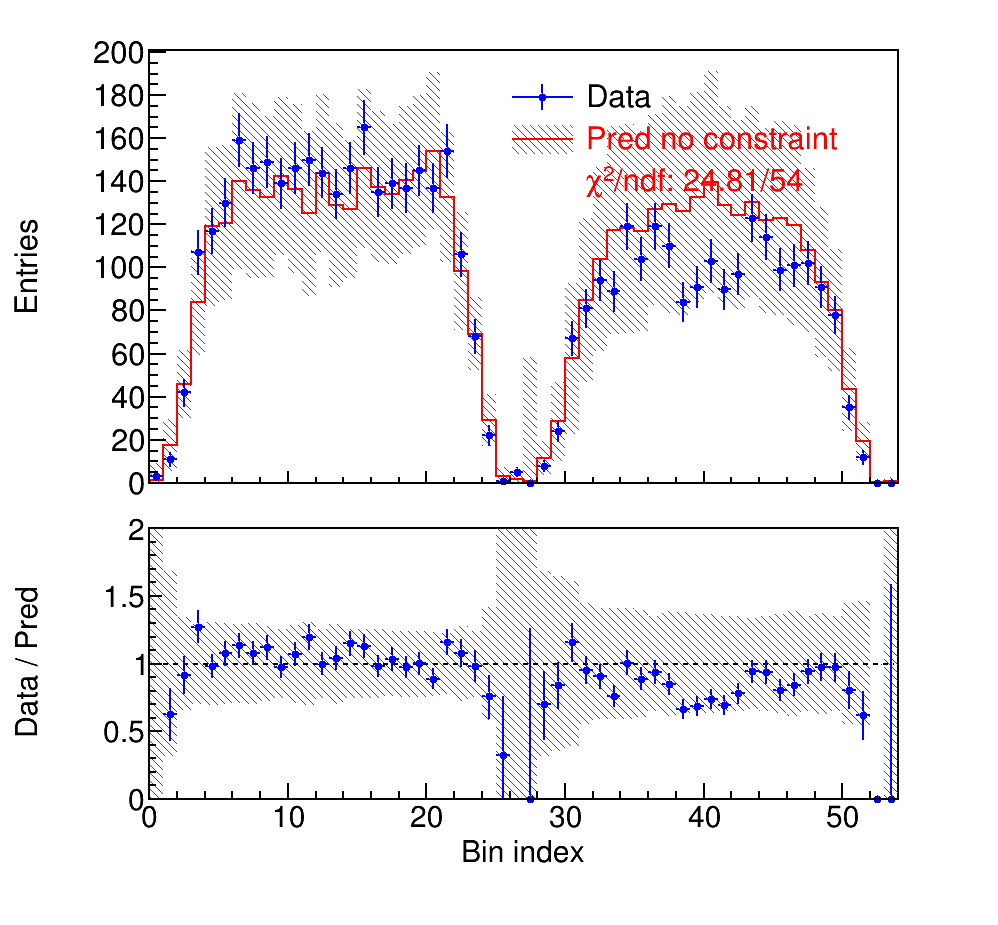 200
180
160
140
120
100
80
60
40
20
0
Entries
Data
Pred no constraint
χ²/ndf: 24.81/54
2
1.5
1
0.5
0
Data / Pred
0 10 20 30 40 50
Bin index